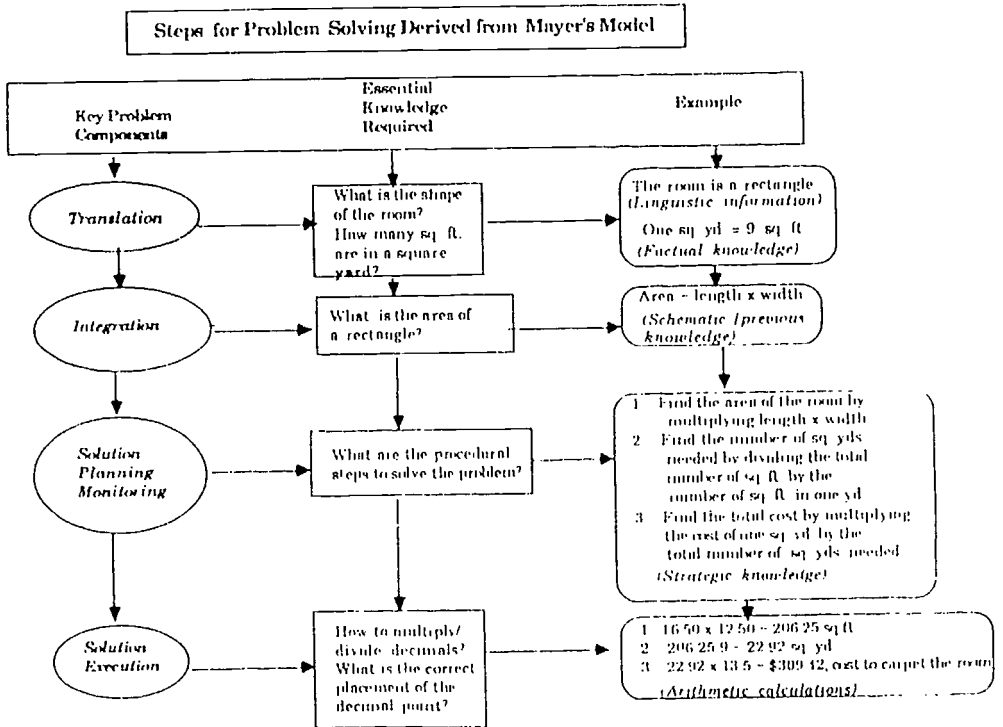 Steps for Problem Solving Derived from Mayer's Model
Key Problem
Components
Essential
Knowledge
Required
Example
Translation
What is the shape
of the room?
How many sq. ft.
are in a square
yard?
The room is a rectangle
(Linguistic information)
One sq yd = 9 sq ft
(Factual knowledge)
Integration
What is the area of
a rectangle?
Area = length x width
(Schematic [previous
knowledge)
Solution
Planning
Monitoring
What are the procedural
steps to solve the problem?
1 Find the area of the room by
multiplying length x width
2 Find the number of sq yds
needed by dividing the total
number of sq ft by the
number of sq ft in one yd
3 Find the total cost by multiplying
the cost of one sq yd by the
total number of sq yds needed
(Strategic knowledge)
Solution
Execution
How to multiply/
divide decimals?
What is the correct
placement of the
decimal point?
1 16.50 x 12.50 = 206.25 sq ft
2 206.25 9 = 22.92 sq yd
3 22.92 x 13.5 = $309.42, cost to carpet the room
(Arithmetic calculations)